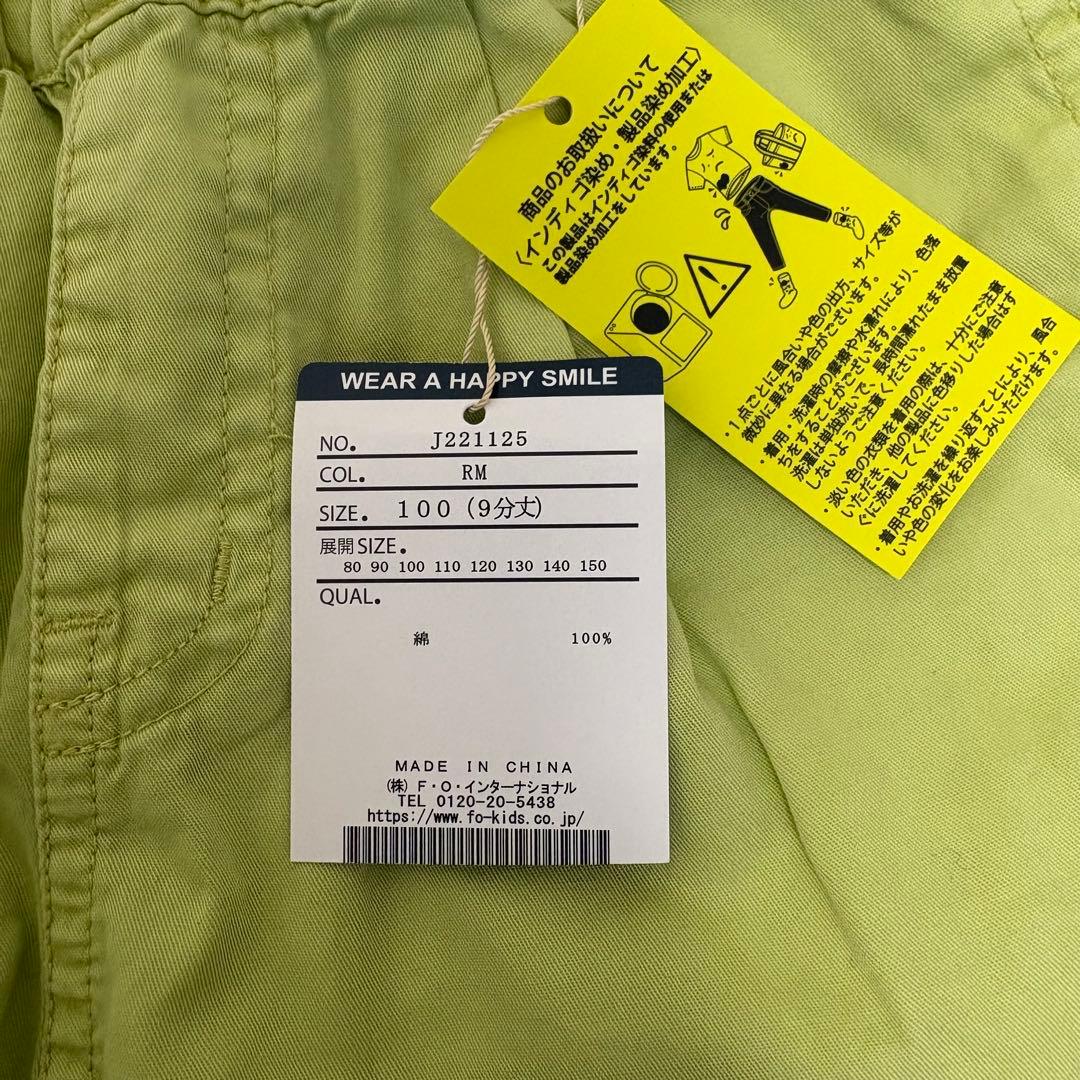 WEAR A HAPPY SMILE
NO. J221125
COL. RM
SIZE. 100 (9分丈)
展開SIZE.
80 90 100 110 120 130 140 150
QUAL.
綿 100%
MADE IN CHINA
(株) F・O・インターナショナル
TEL 0120-20-5438
https://www.fo-kids.co.jp/
商品のお取扱いについて
〈インディゴ染め・製品染め加工〉
この製品はインディゴ染料の使用または
製品染め加工をしています。
・1点ごとに風合いや色の出方、サイズ等が
微妙に異なる場合がございます。
・着用・洗濯時の摩擦や水濡れにより、色落
ちをすることがございます。
洗濯は単独洗いで、長時間濡れたまま放置
しないようご注意ください。
・淡い色の衣類を着用の際は、十分にご注意
いただき、他の製品に色移りした場合はす
ぐに洗濯してください。
・着用やお洗濯を繰り返すことにより、風合
いや色の変化をお楽しみいただけます。